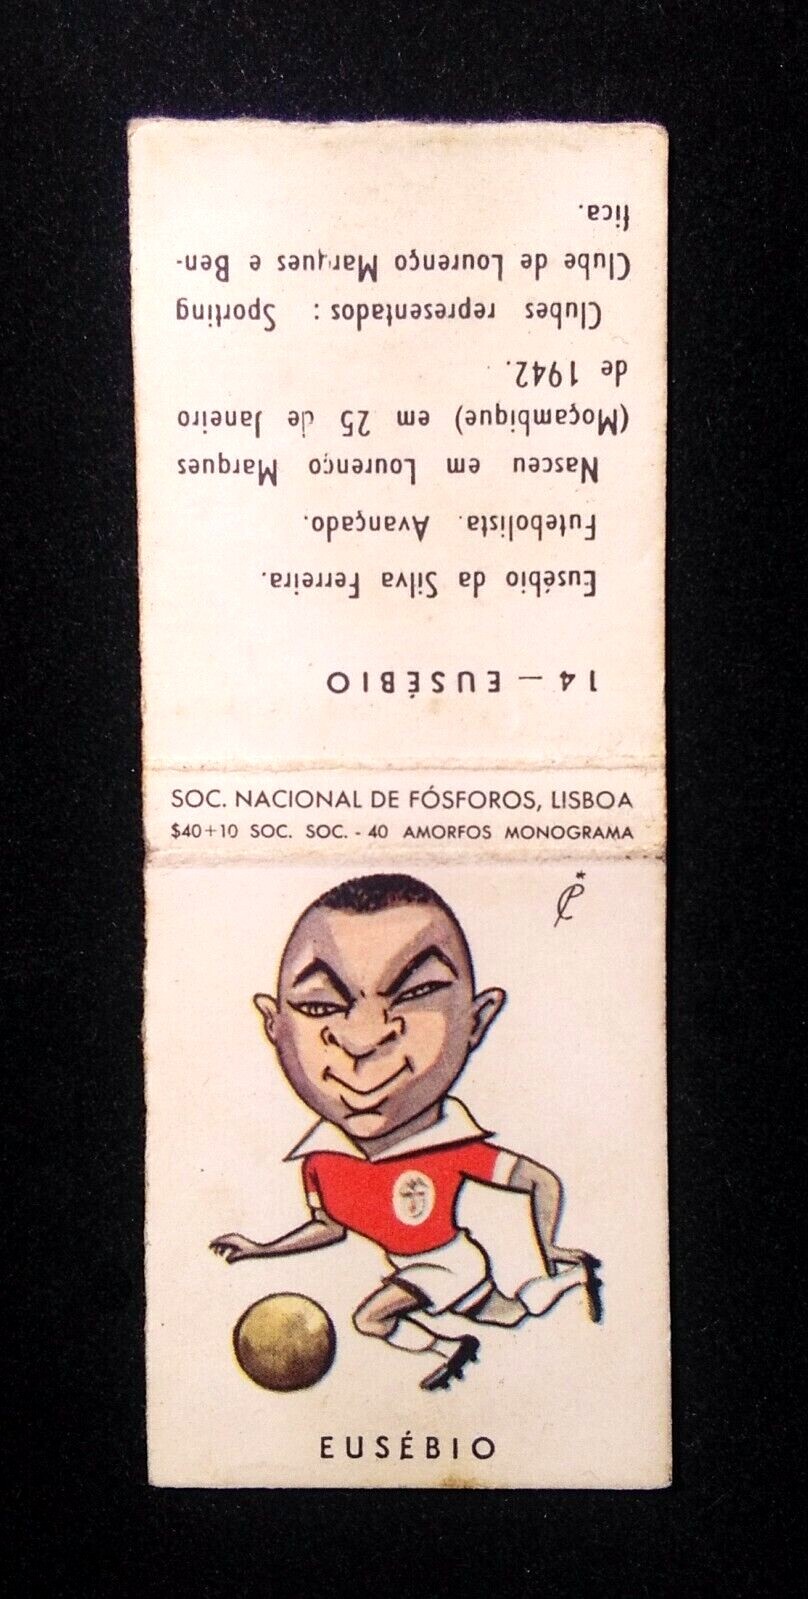 14 — EUSÉBIO
Eusébio da Silva Ferreira.
Futebolista. Avançado.
Nasceu em Lourenço Marques
(Moçambique) em 25 de Janeiro
de 1942.
Clubes representados : Sporting
Clube de Lourenço Marques e Ben-
fica.
SOC. NACIONAL DE FÓSFOROS, LISBOA
$40+10 SOC. SOC. - 40 AMORFOS MONOGRAMA
EUSÉBIO